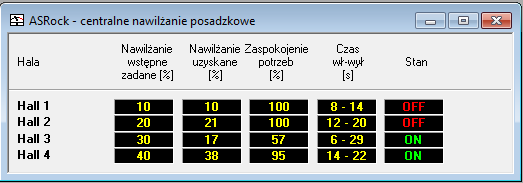 ASRock - centralne nawilżanie posadzkowe
Hala Nawilżanie wstępne zadane [%] Nawilżanie uzyskane [%] Zaspokojenie potrzeb [%] Czas wł-wył [s] Stan
Hall 1 10 10 100 8 - 14 OFF
Hall 2 20 21 100 12 - 20 OFF
Hall 3 30 17 57 6 - 29 ON
Hall 4 40 38 95 14 - 22 ON